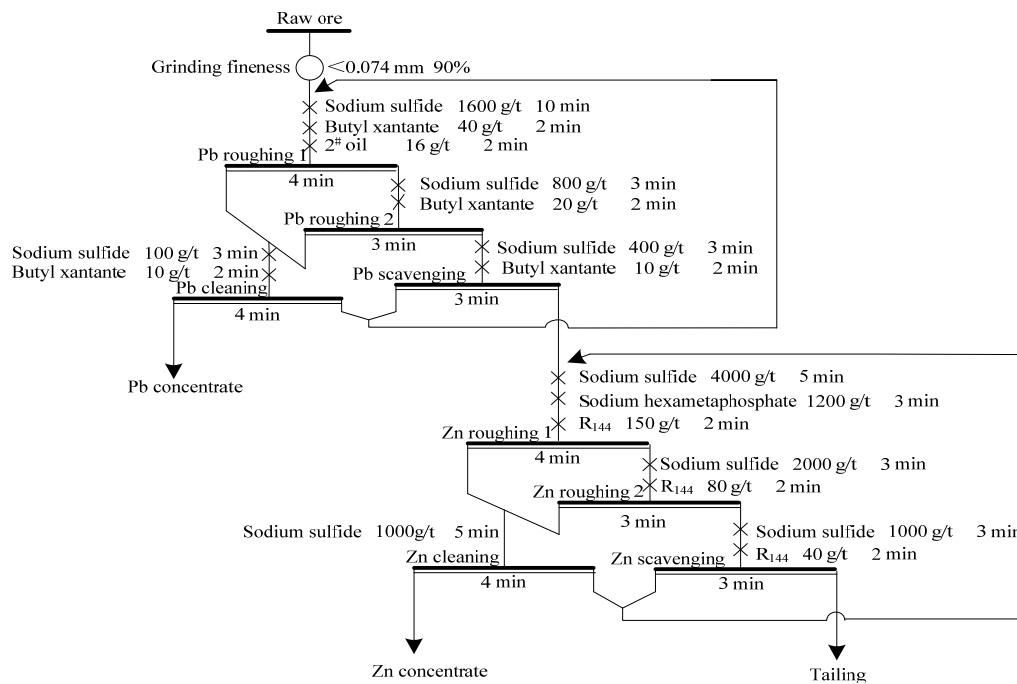 Raw ore
Grinding fineness <0.074 mm 90%
Sodium sulfide 1600 g/t 10 min
Butyl xantante 40 g/t 2 min
2# oil 16 g/t 2 min
Pb roughing 1
4 min
Sodium sulfide 800 g/t 3 min
Butyl xantante 20 g/t 2 min
Pb roughing 2
3 min
Sodium sulfide 400 g/t 3 min
Butyl xantante 10 g/t 2 min
Sodium sulfide 100 g/t 3 min
Butyl xantante 10 g/t 2 min
Pb cleaning
4 min
Pb scavenging
3 min
Pb concentrate
Sodium sulfide 4000 g/t 5 min
Sodium hexametaphosphate 1200 g/t 3 min
R144 150 g/t 2 min
Zn roughing 1
4 min
Sodium sulfide 2000 g/t 3 min
R144 80 g/t 2 min
Zn roughing 2
3 min
Sodium sulfide 1000g/t 5 min
Sodium sulfide 1000 g/t 3 min
R144 40 g/t 2 min
Zn cleaning
4 min
Zn scavenging
3 min
Zn concentrate
Tailing